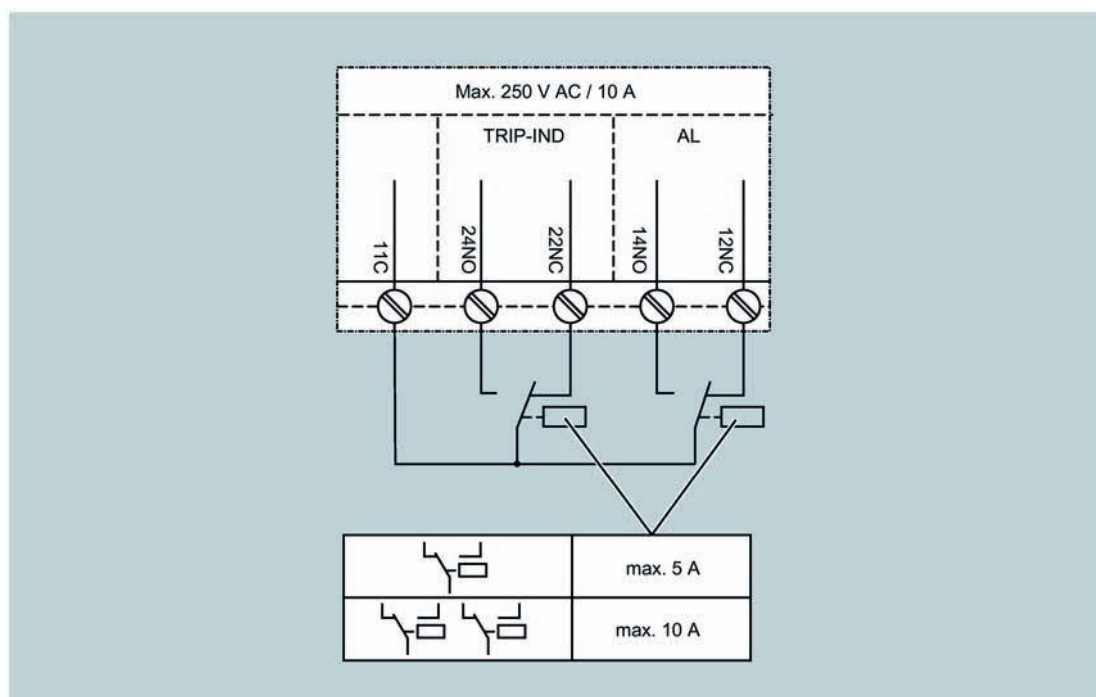 Max. 250 V AC / 10 A
TRIP-IND
AL
11C
24NO
22NC
14NO
12NC
max. 5 A
max. 10 A